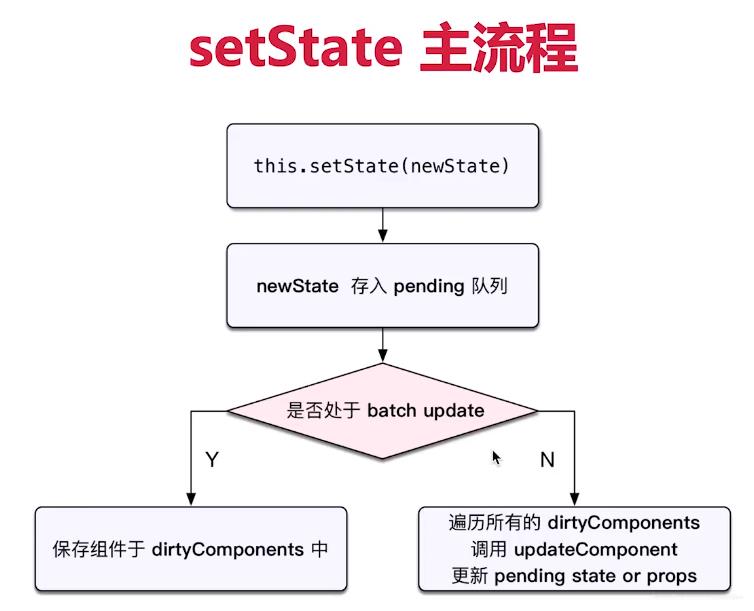 setState 主流程
this.setState(newState)
newState 存入 pending 队列
是否处于 batch update
Y
N
保存组件于 dirtyComponents 中
遍历所有的 dirtyComponents
调用 updateComponent
更新 pending state or props